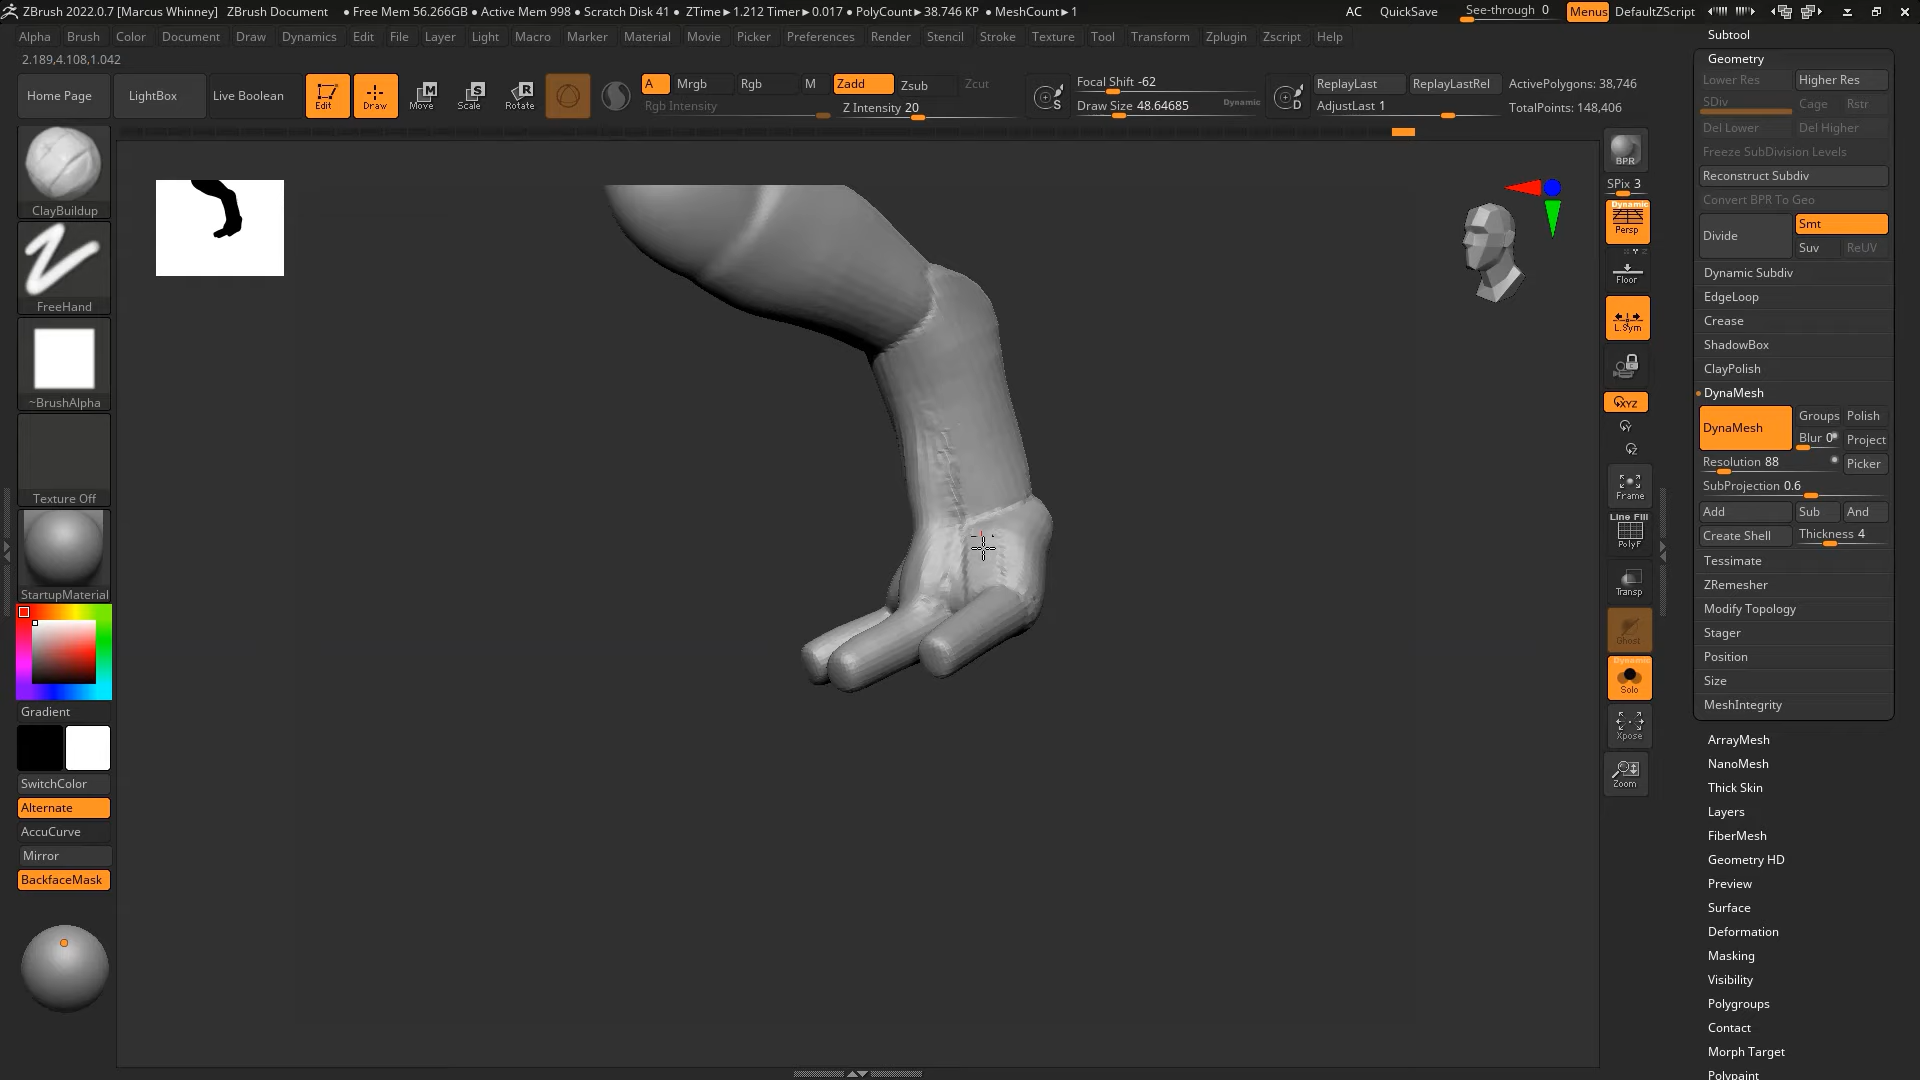 ZBrush 2022.0.7 [Marcus Whinney] ZBrush Document ● Free Mem 56.266GB ● Active Mem 998 ● Scratch Disk 41 ● ZTime►1.212 Timer►0.017 ● PolyCount►38.746 KP ● MeshCount►1 AC QuickSave See-through 0 Menus DefaultZScript
Alpha Brush Color Document Draw Dynamics Edit File Layer Light Macro Marker Material Movie Picker Preferences Render Stencil Stroke Texture Tool Transform Zplugin Zscript Help
2.189,4.108,1.042
Home Page LightBox Live Boolean Edit Draw Move Scale Rotate
A Mrgb Rgb M Zadd Zsub Zcut
Rgb Intensity Z Intensity 20
S Focal Shift -62
Draw Size 48.64685 Dynamic
D ReplayLast ReplayLastRel
AdjustLast 1
ActivePolygons: 38,746
TotalPoints: 148,406
ClayBuildup
FreeHand
~BrushAlpha
Texture Off
StartupMaterial
Gradient
SwitchColor
Alternate
AccuCurve
Mirror
BackfaceMask
BPR
SPix 3
Dynamic
Persp
Floor
L.Sym
XYZ
Y
Z
Frame
Line Fill
PolyF
Transp
Ghost
Dynamic
Solo
Xpose
Zoom
Subtool
Geometry
Lower Res Higher Res
SDiv Cage Rstr
Del Lower Del Higher
Freeze SubDivision Levels
Reconstruct Subdiv
Convert BPR To Geo
Divide Smt
Suv ReUV
Dynamic Subdiv
EdgeLoop
Crease
ShadowBox
ClayPolish
DynaMesh
DynaMesh Groups Polish
Blur 0 Project
Resolution 88 Picker
SubProjection 0.6
Add Sub And
Create Shell Thickness 4
Tessimate
ZRemesher
Modify Topology
Stager
Position
Size
MeshIntegrity
ArrayMesh
NanoMesh
Thick Skin
Layers
FiberMesh
Geometry HD
Preview
Surface
Deformation
Masking
Visibility
Polygroups
Contact
Morph Target
Polypaint